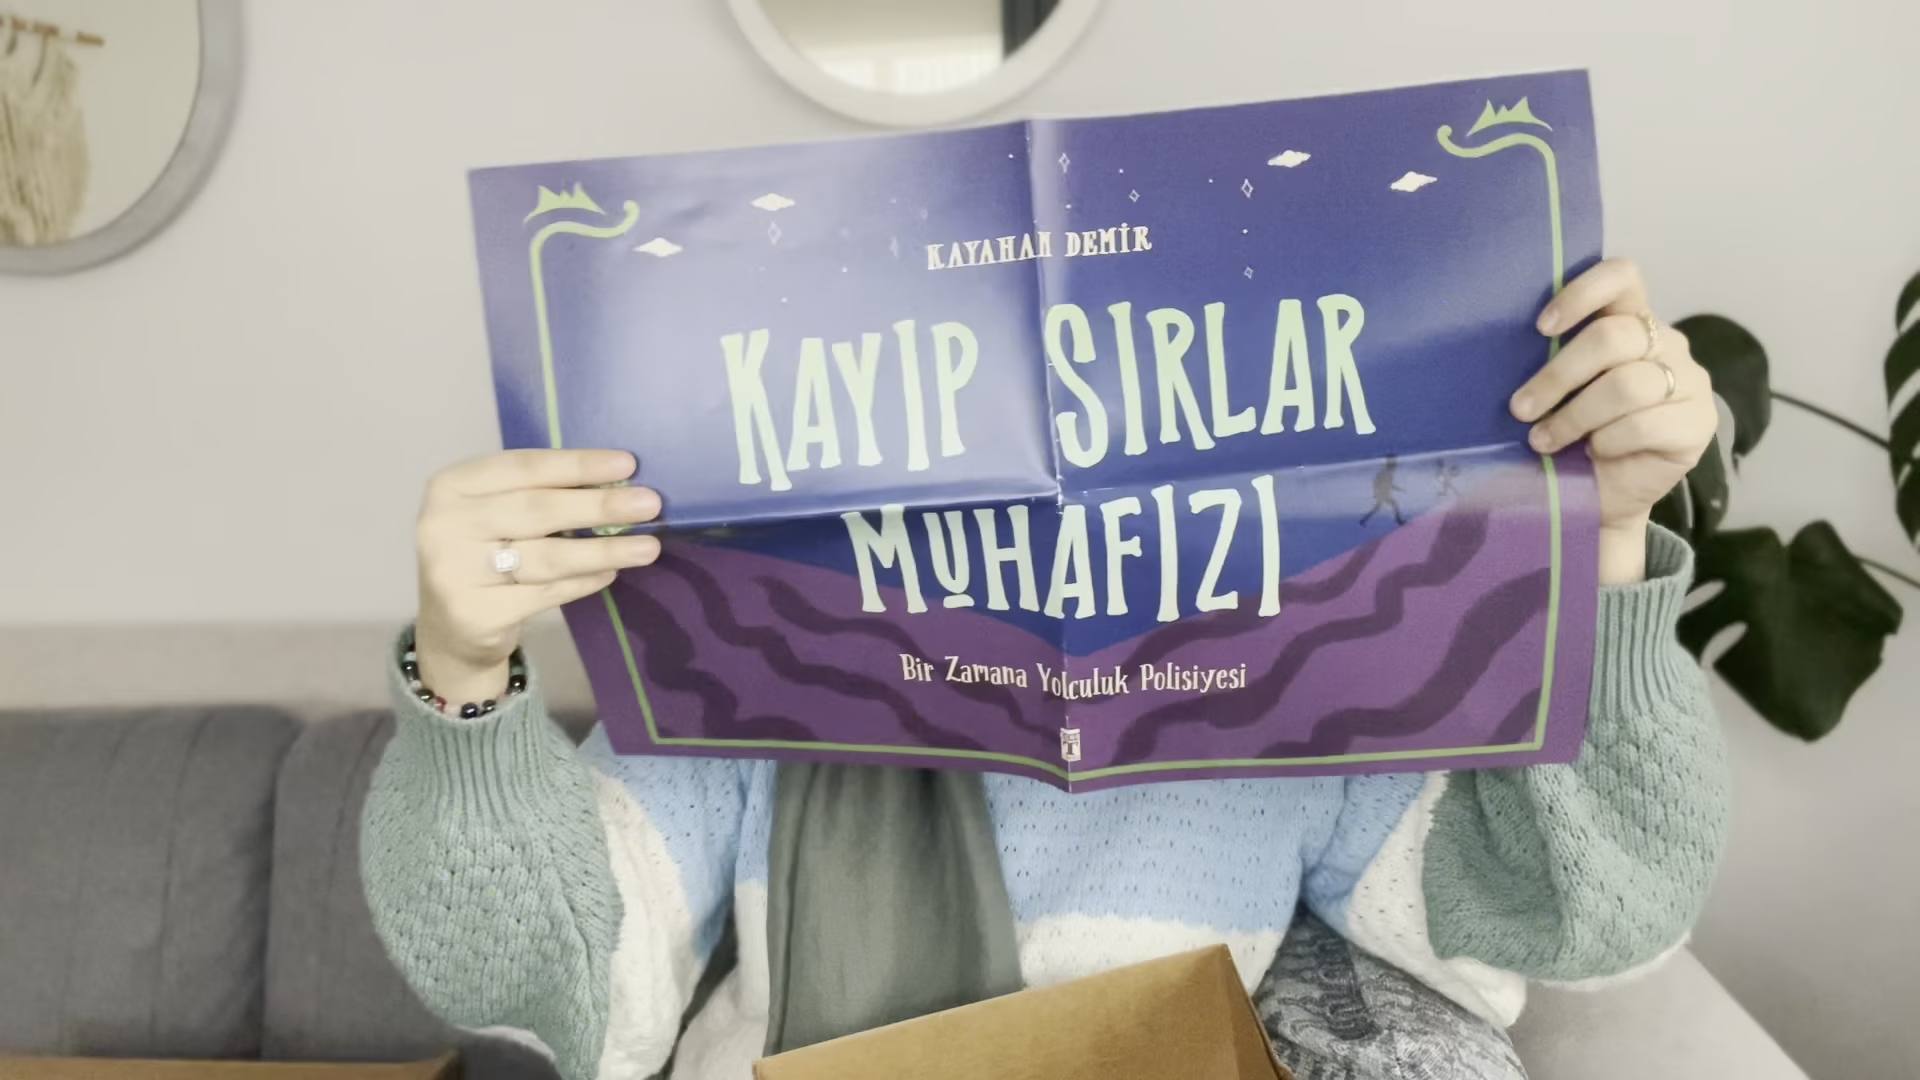 KAYAHAN DEMİR
KAYIP SIRLAR
MUHAFIZI
Bir Zamana Yolculuk Polisiyesi